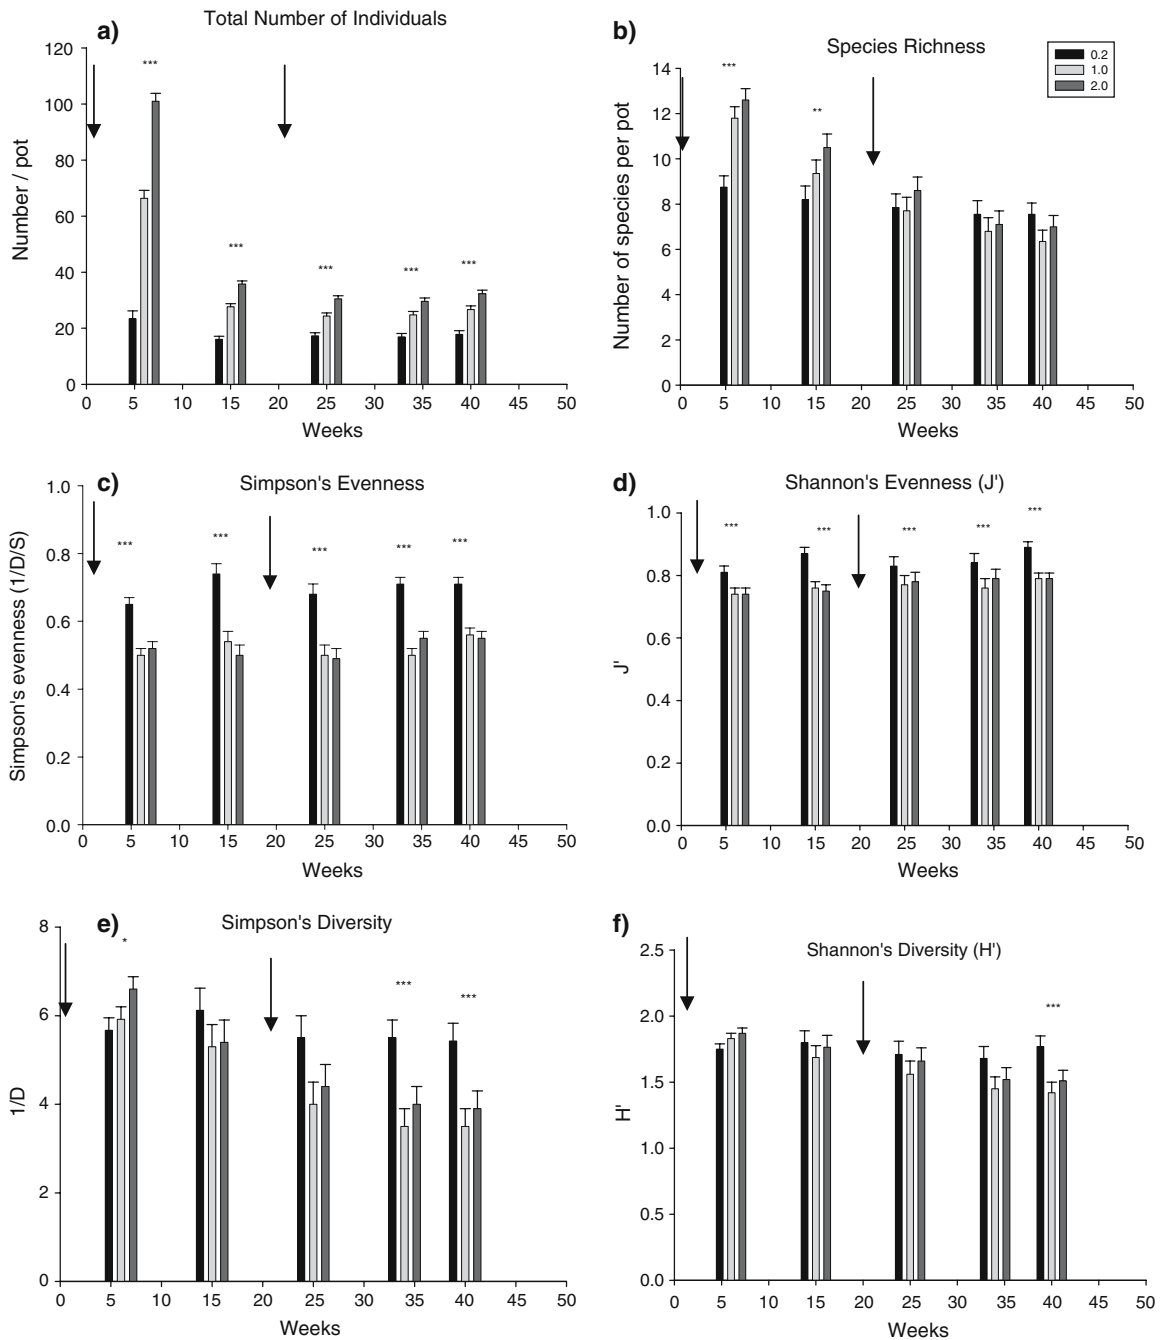 a)
Total Number of Individuals
Number / pot
120
100
80
60
40
20
0
***
***
***
***
***
0 5 10 15 20 25 30 35 40 45 50
Weeks
b)
Species Richness
0.2
1.0
2.0
Number of species per pot
14
12
10
8
6
4
2
0
***
**
0 5 10 15 20 25 30 35 40 45 50
Weeks
c)
Simpson's Evenness
Simpson's evenness (1/D/S)
1.0
0.8
0.6
0.4
0.2
0.0
***
***
***
***
***
0 5 10 15 20 25 30 35 40 45 50
Weeks
d)
Shannon's Evenness (J')
J'
1.0
0.8
0.6
0.4
0.2
0.0
***
***
***
***
***
0 5 10 15 20 25 30 35 40 45 50
Weeks
e)
Simpson's Diversity
1/D
8
6
4
2
0
*
***
***
0 5 10 15 20 25 30 35 40 45 50
Weeks
f)
Shannon's Diversity (H')
H'
2.5
2.0
1.5
1.0
0.5
0.0
***
0 5 10 15 20 25 30 35 40 45 50
Weeks